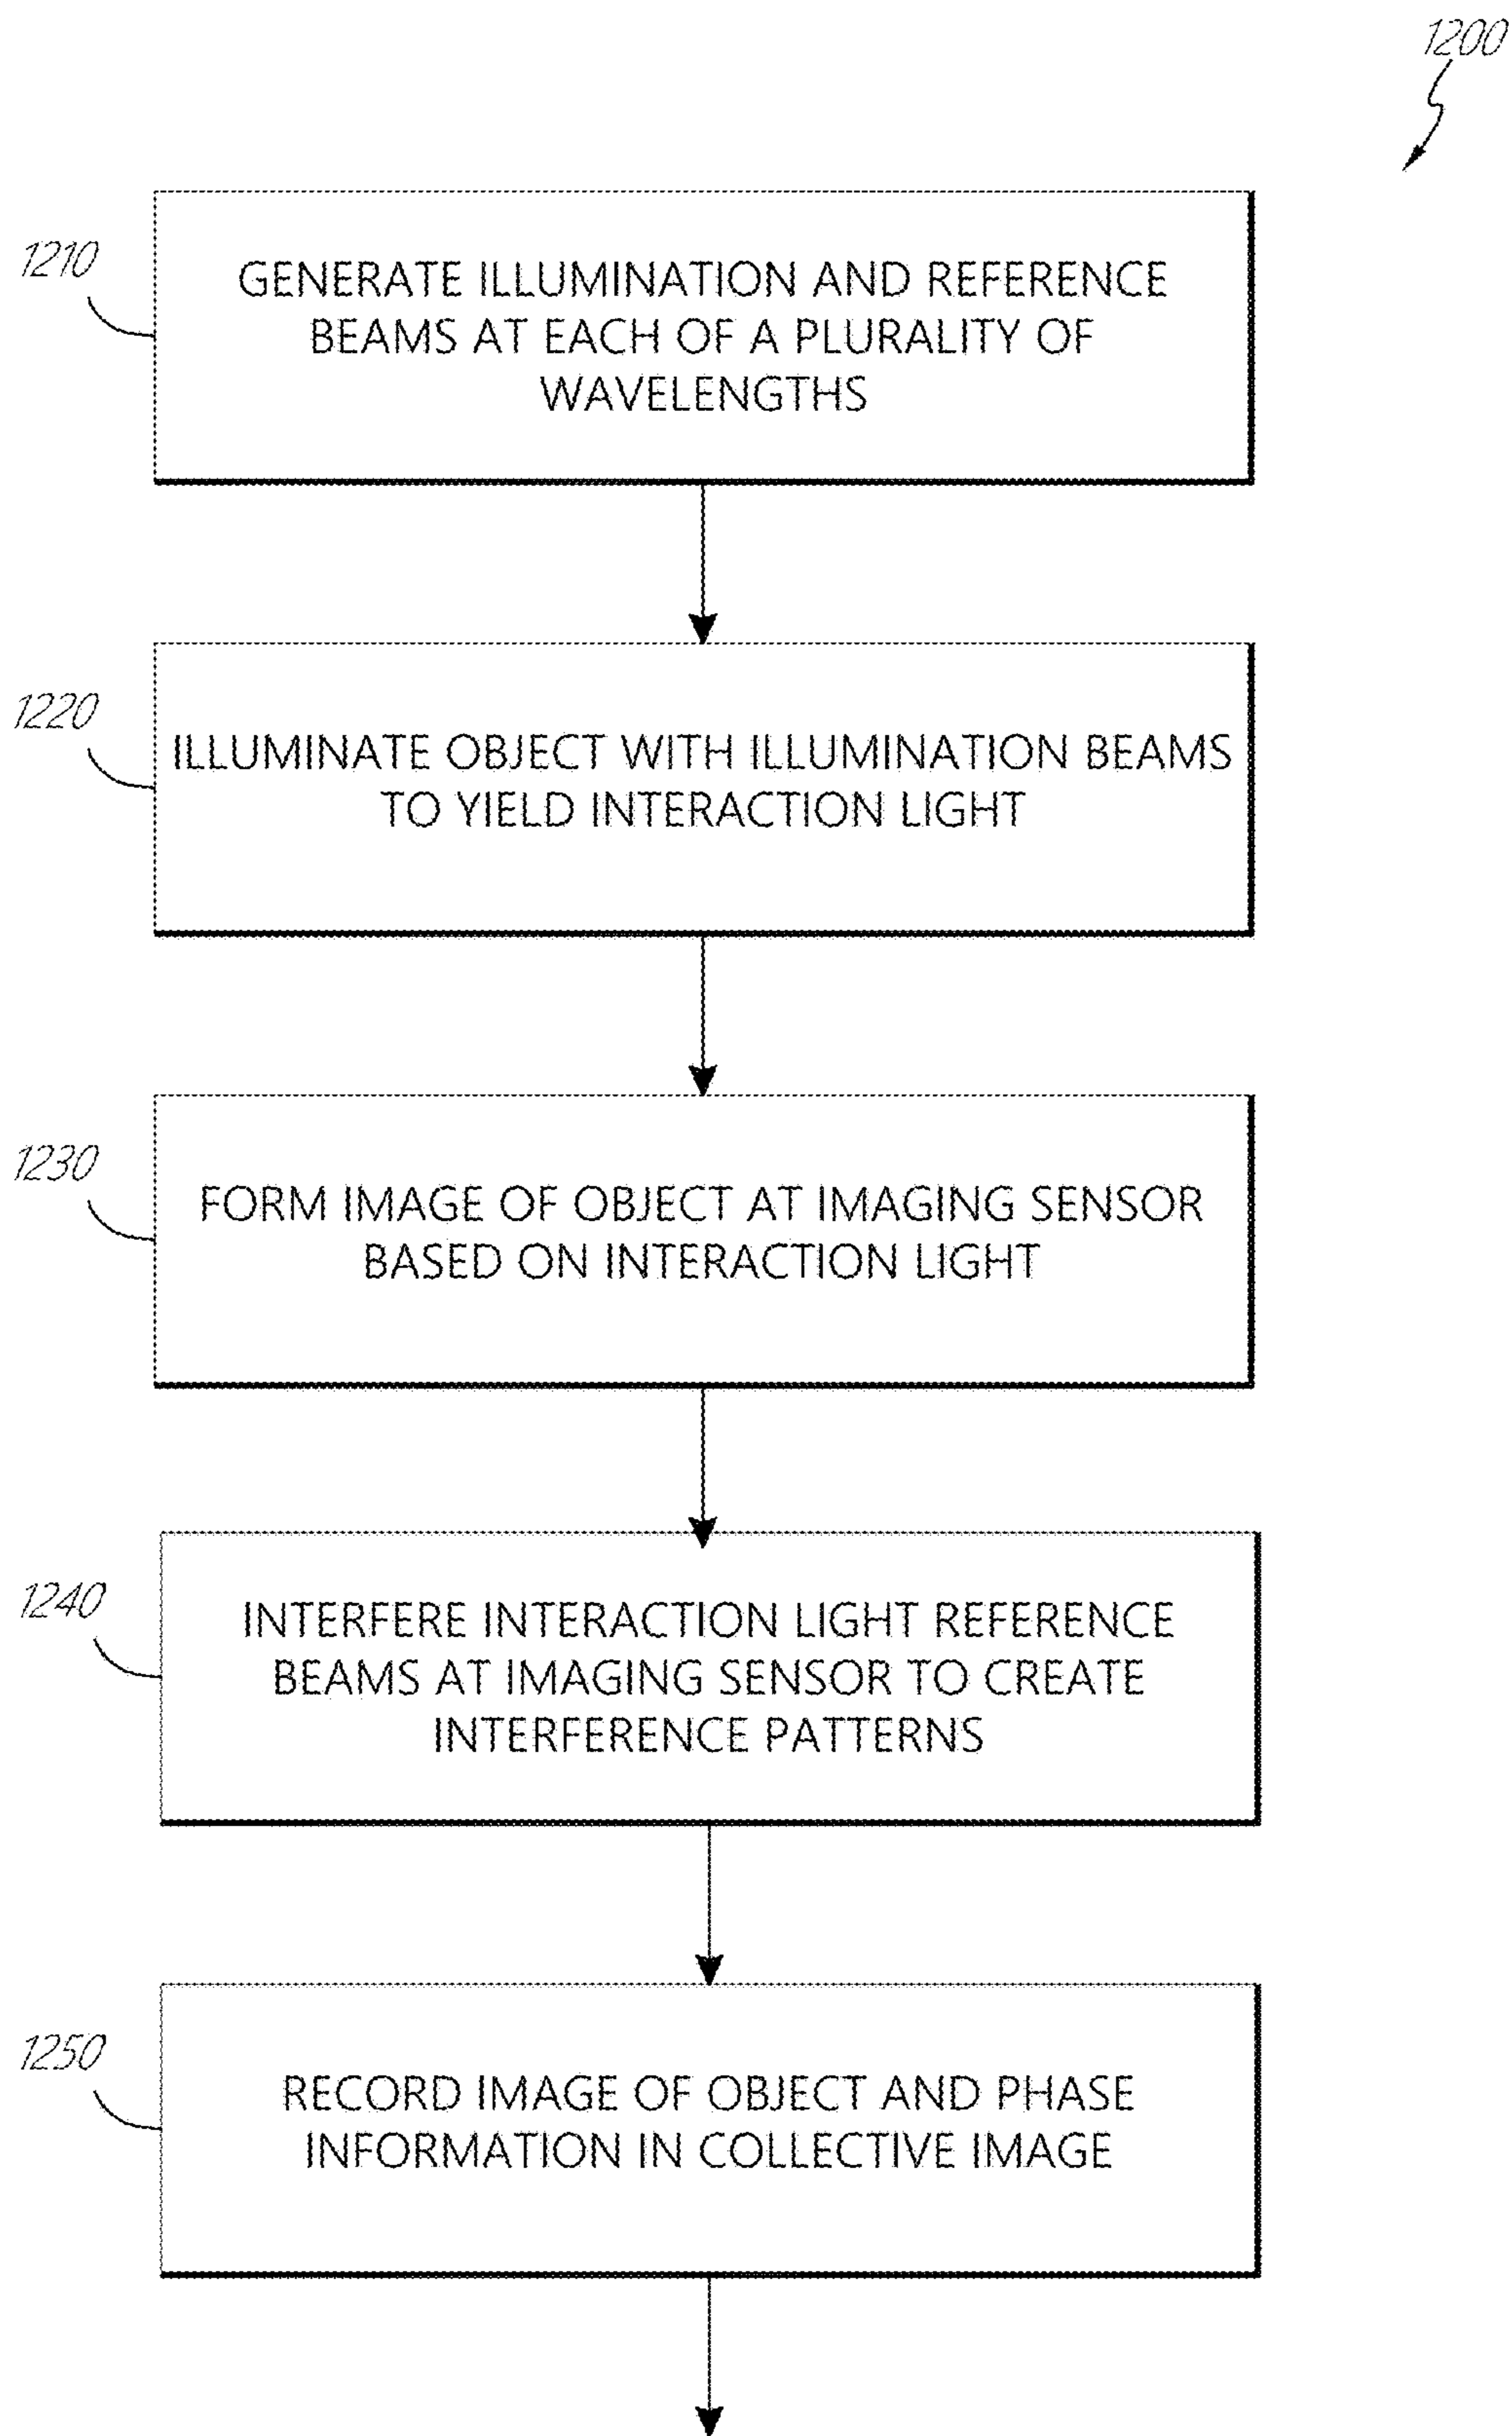 1200
1210
GENERATE ILLUMINATION AND REFERENCE
BEAMS AT EACH OF A PLURALITY OF
WAVELENGTHS
1220
ILLUMINATE OBJECT WITH ILLUMINATION BEAMS
TO YIELD INTERACTION LIGHT
1230
FORM IMAGE OF OBJECT AT IMAGING SENSOR
BASED ON INTERACTION LIGHT
1240
INTERFERE INTERACTION LIGHT REFERENCE
BEAMS AT IMAGING SENSOR TO CREATE
INTERFERENCE PATTERNS
1250
RECORD IMAGE OF OBJECT AND PHASE
INFORMATION IN COLLECTIVE IMAGE